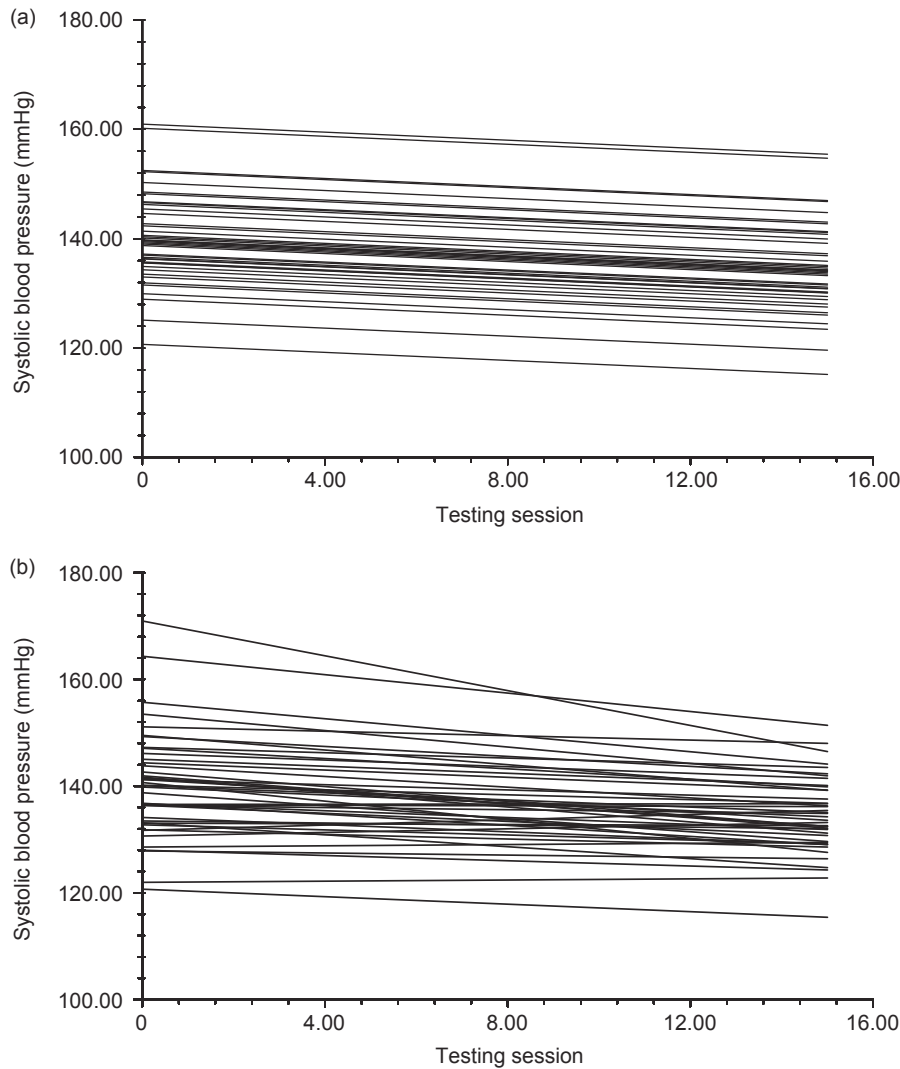 (a)
180.00
160.00
140.00
120.00
100.00
Systolic blood pressure (mmHg)
0 4.00 8.00 12.00 16.00
Testing session
(b)
180.00
160.00
140.00
120.00
100.00
Systolic blood pressure (mmHg)
0 4.00 8.00 12.00 16.00
Testing session